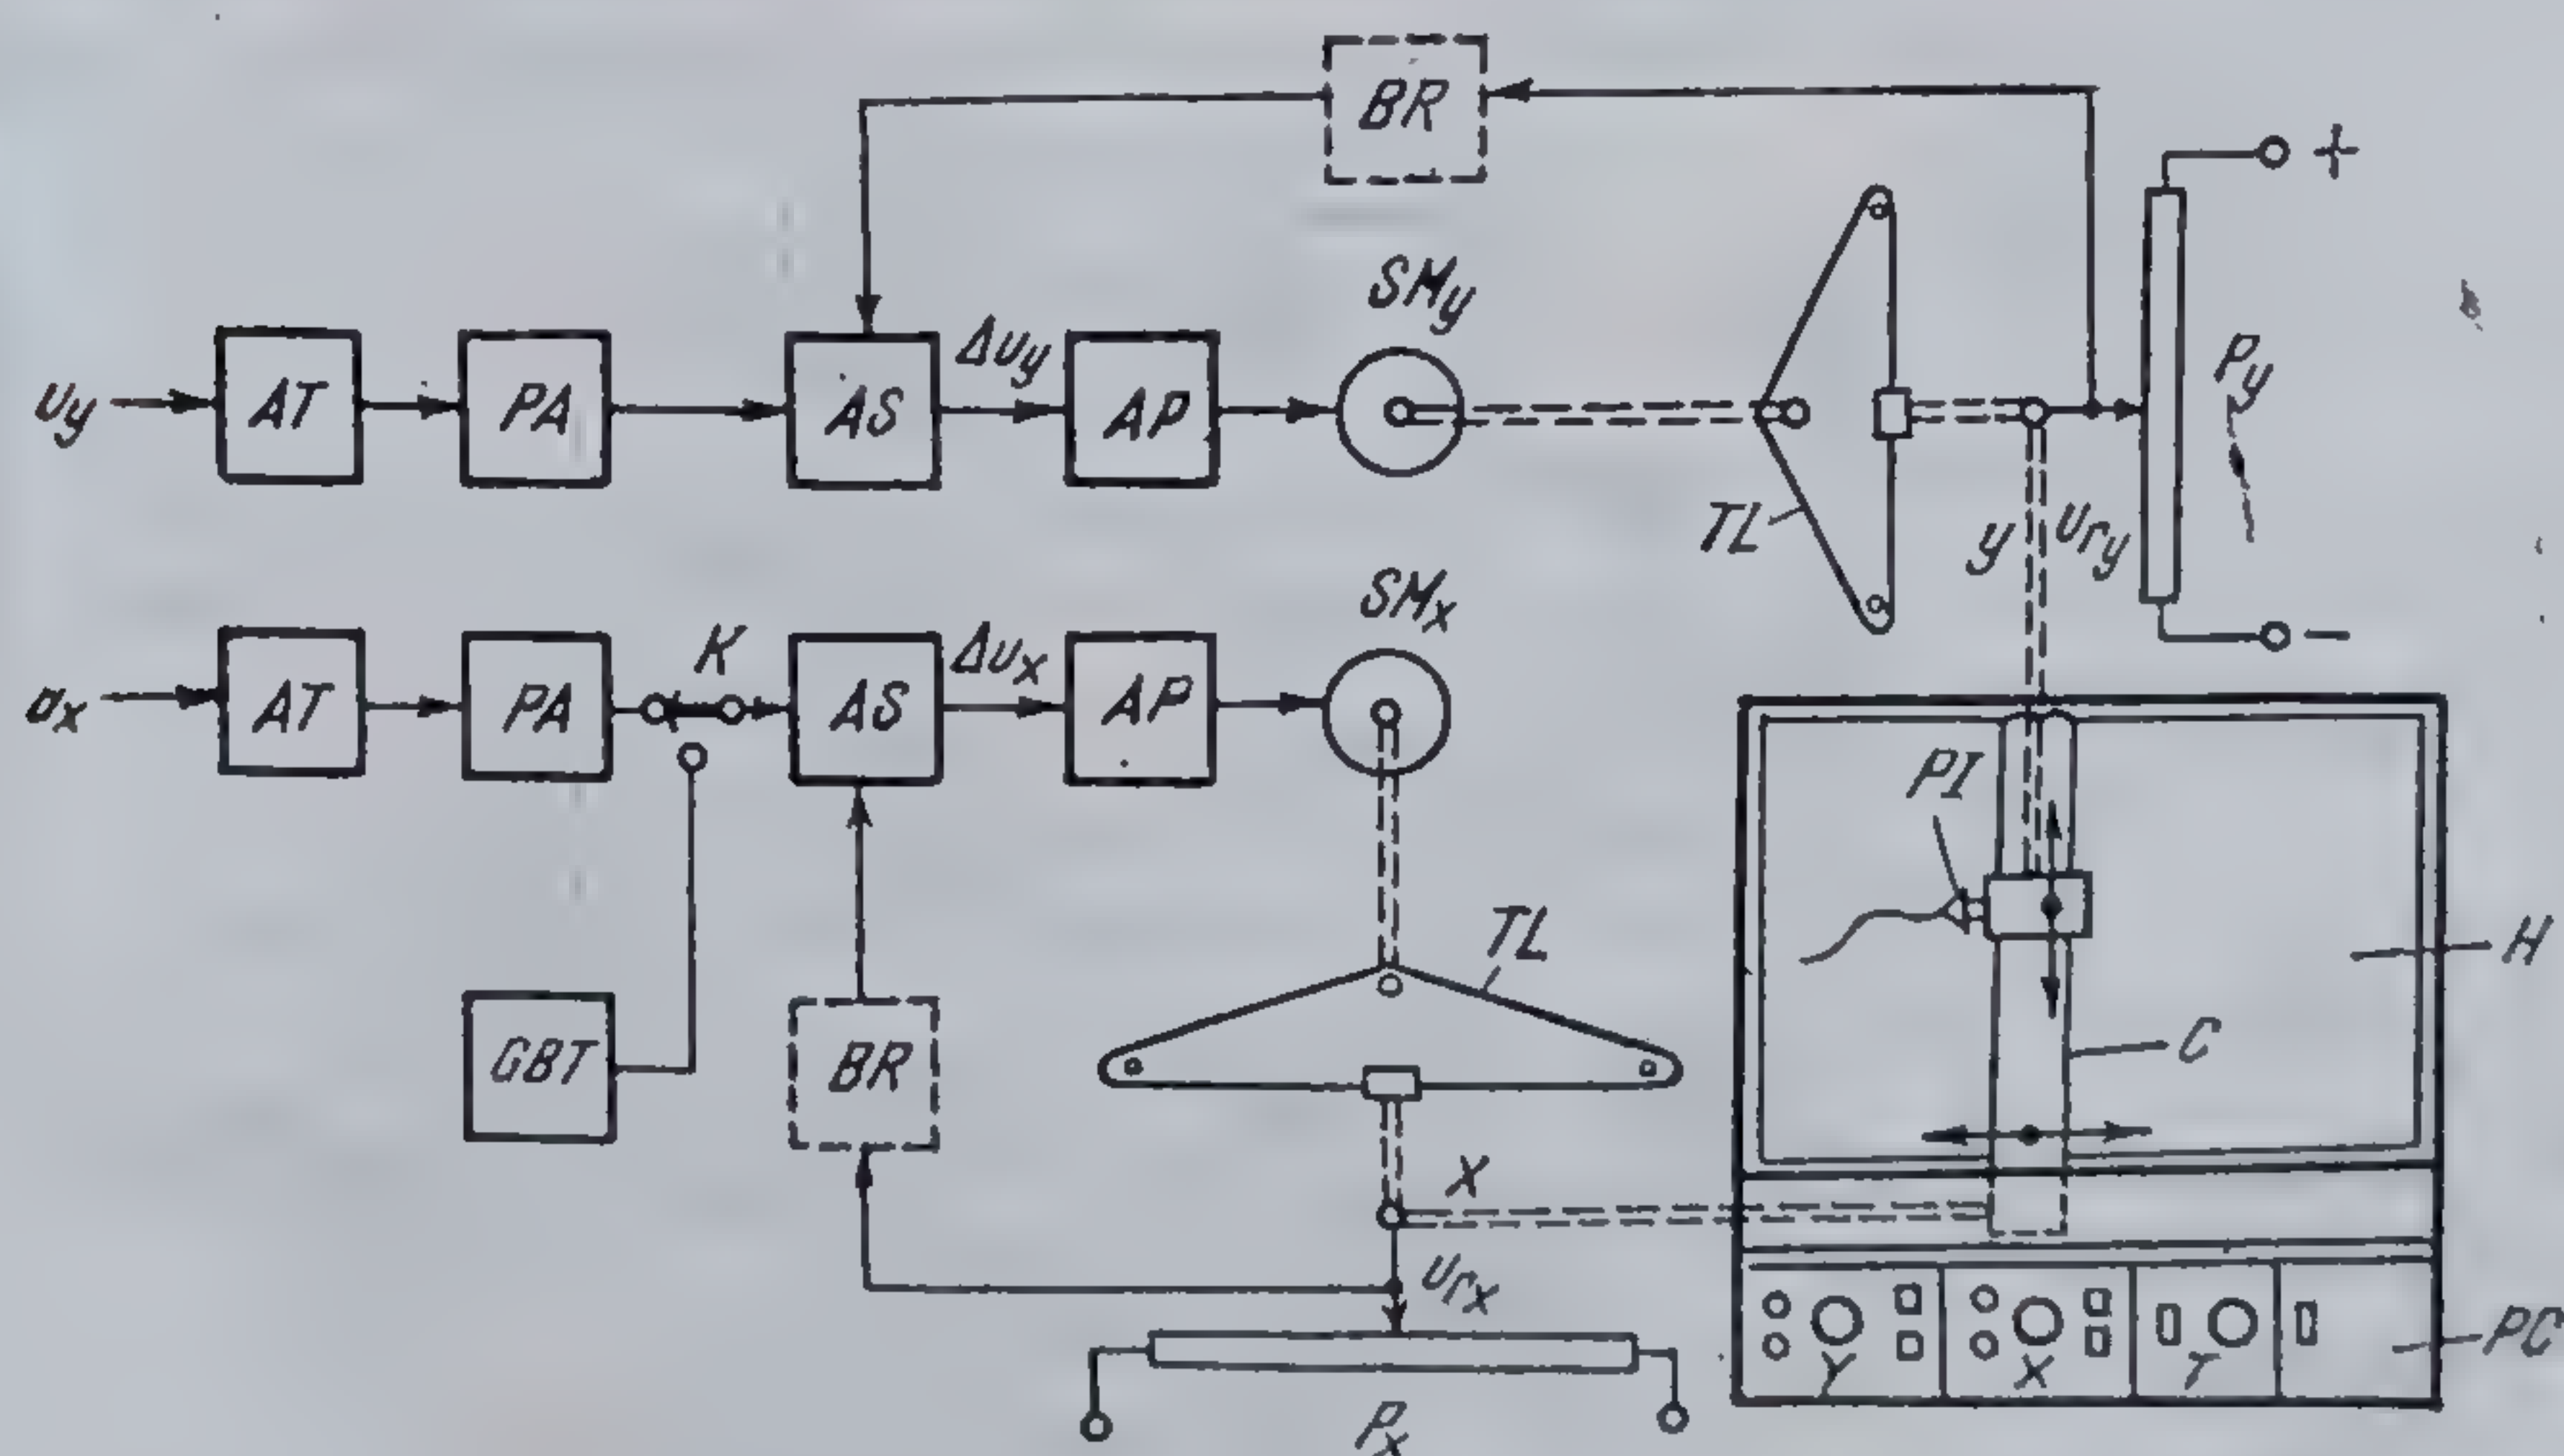 BR
+
SMy
uy
AT
PA
AS
Δuy
AP
Py
TL
y
ury
−
SMx
ux
AT
PA
K
AS
Δux
AP
PI
TL
H
GBT
BR
C
X
urx
Y
X
T
PC
Px